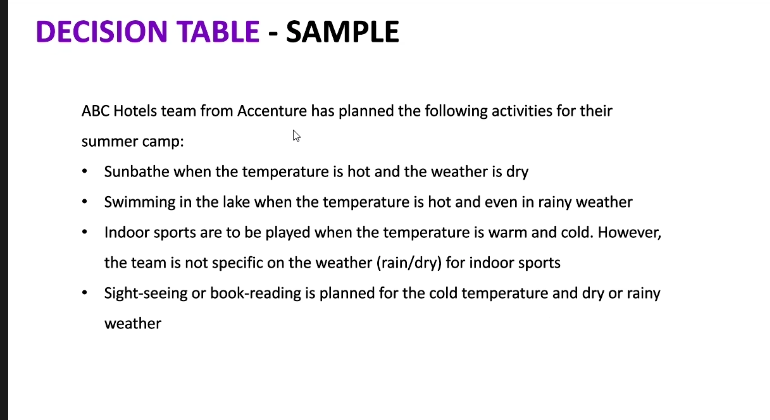 DECISION TABLE - SAMPLE
ABC Hotels team from Accenture has planned the following activities for their
summer camp:
• Sunbathe when the temperature is hot and the weather is dry
• Swimming in the lake when the temperature is hot and even in rainy weather
• Indoor sports are to be played when the temperature is warm and cold. However,
the team is not specific on the weather (rain/dry) for indoor sports
• Sight-seeing or book-reading is planned for the cold temperature and dry or rainy
weather